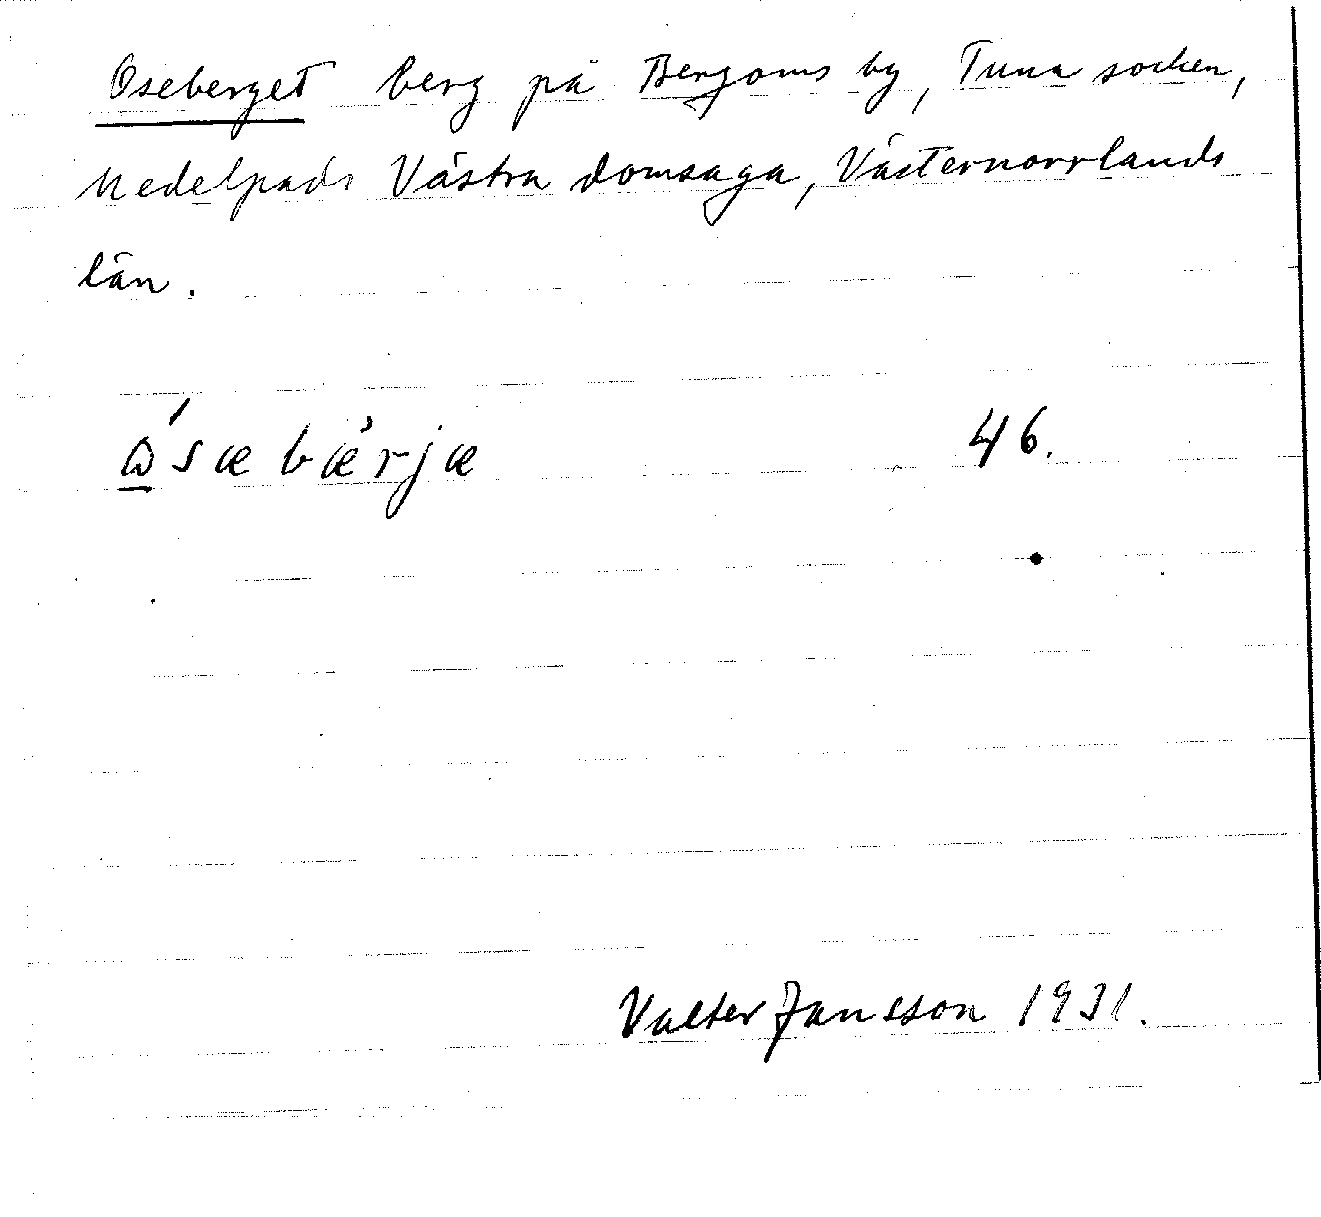 Oseberget berg på Bergoms by, Tuna socken,
Medelpads Västra domsaga, Västernorrlands
län.
ώ̲sæbæ̀rjæ 46.
Valter Jansson 1931.